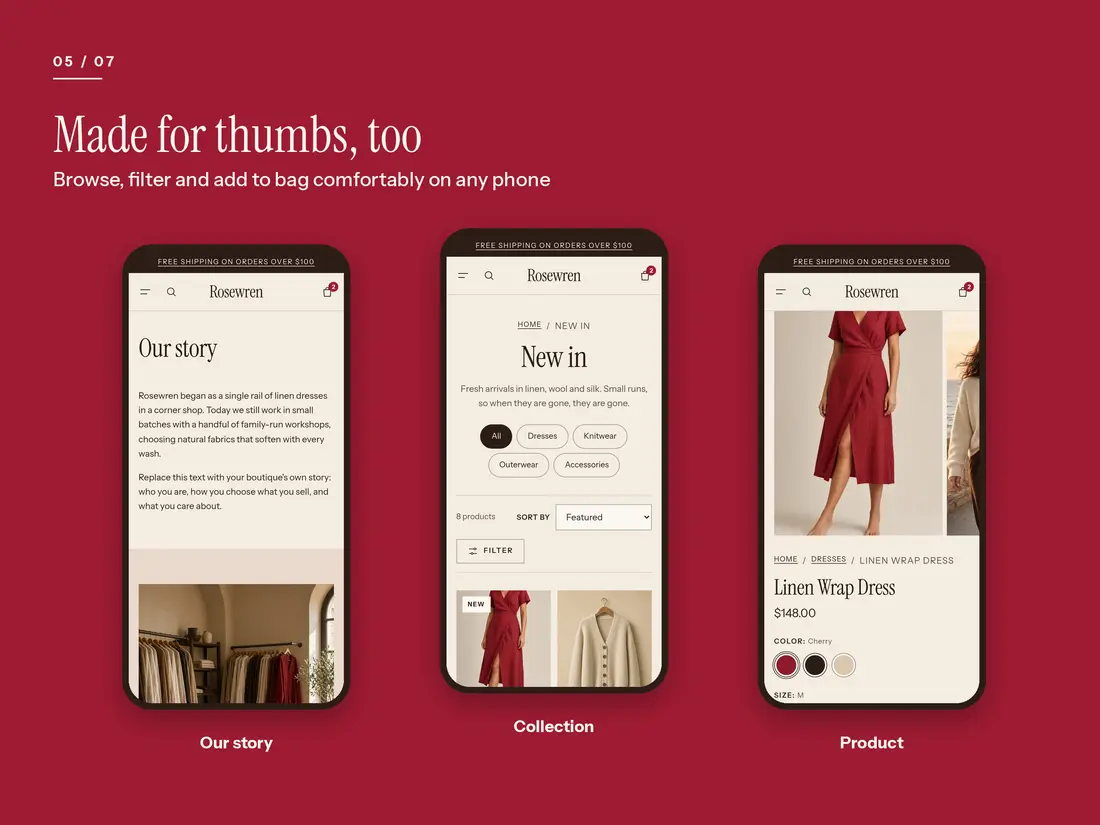 05 / 07
Made for thumbs, too
Browse, filter and add to bag comfortably on any phone
FREE SHIPPING ON ORDERS OVER $100
Rosewren
2
Our story
Rosewren began as a single rail of linen dresses
in a corner shop. Today we still work in small
batches with a handful of family-run workshops,
choosing natural fabrics that soften with every
wash.
Replace this text with your boutique's own story:
who you are, how you choose what you sell, and
what you care about.
Our story
FREE SHIPPING ON ORDERS OVER $100
Rosewren
2
HOME / NEW IN
New in
Fresh arrivals in linen, wool and silk. Small runs,
so when they are gone, they are gone.
All Dresses Knitwear
Outerwear Accessories
8 products SORT BY Featured
FILTER
NEW
Collection
FREE SHIPPING ON ORDERS OVER $100
Rosewren
2
HOME / DRESSES / LINEN WRAP DRESS
Linen Wrap Dress
$148.00
COLOR: Cherry
SIZE: M
Product